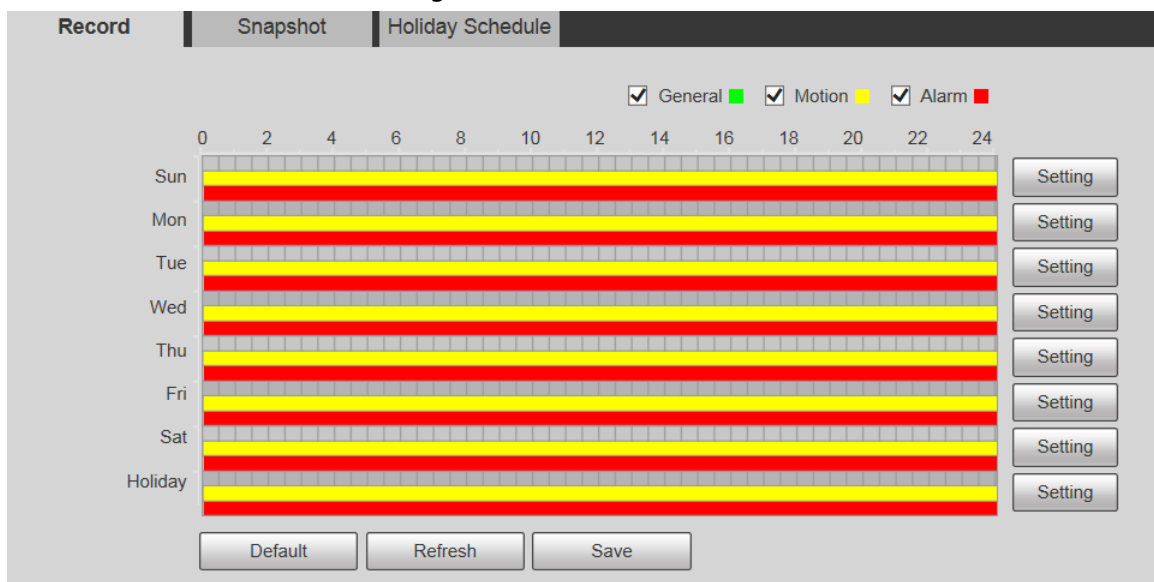 Record Snapshot Holiday Schedule
General Motion Alarm
0 2 4 6 8 10 12 14 16 18 20 22 24
Sun Setting
Mon Setting
Tue Setting
Wed Setting
Thu Setting
Fri Setting
Sat Setting
Holiday Setting
Default Refresh Save